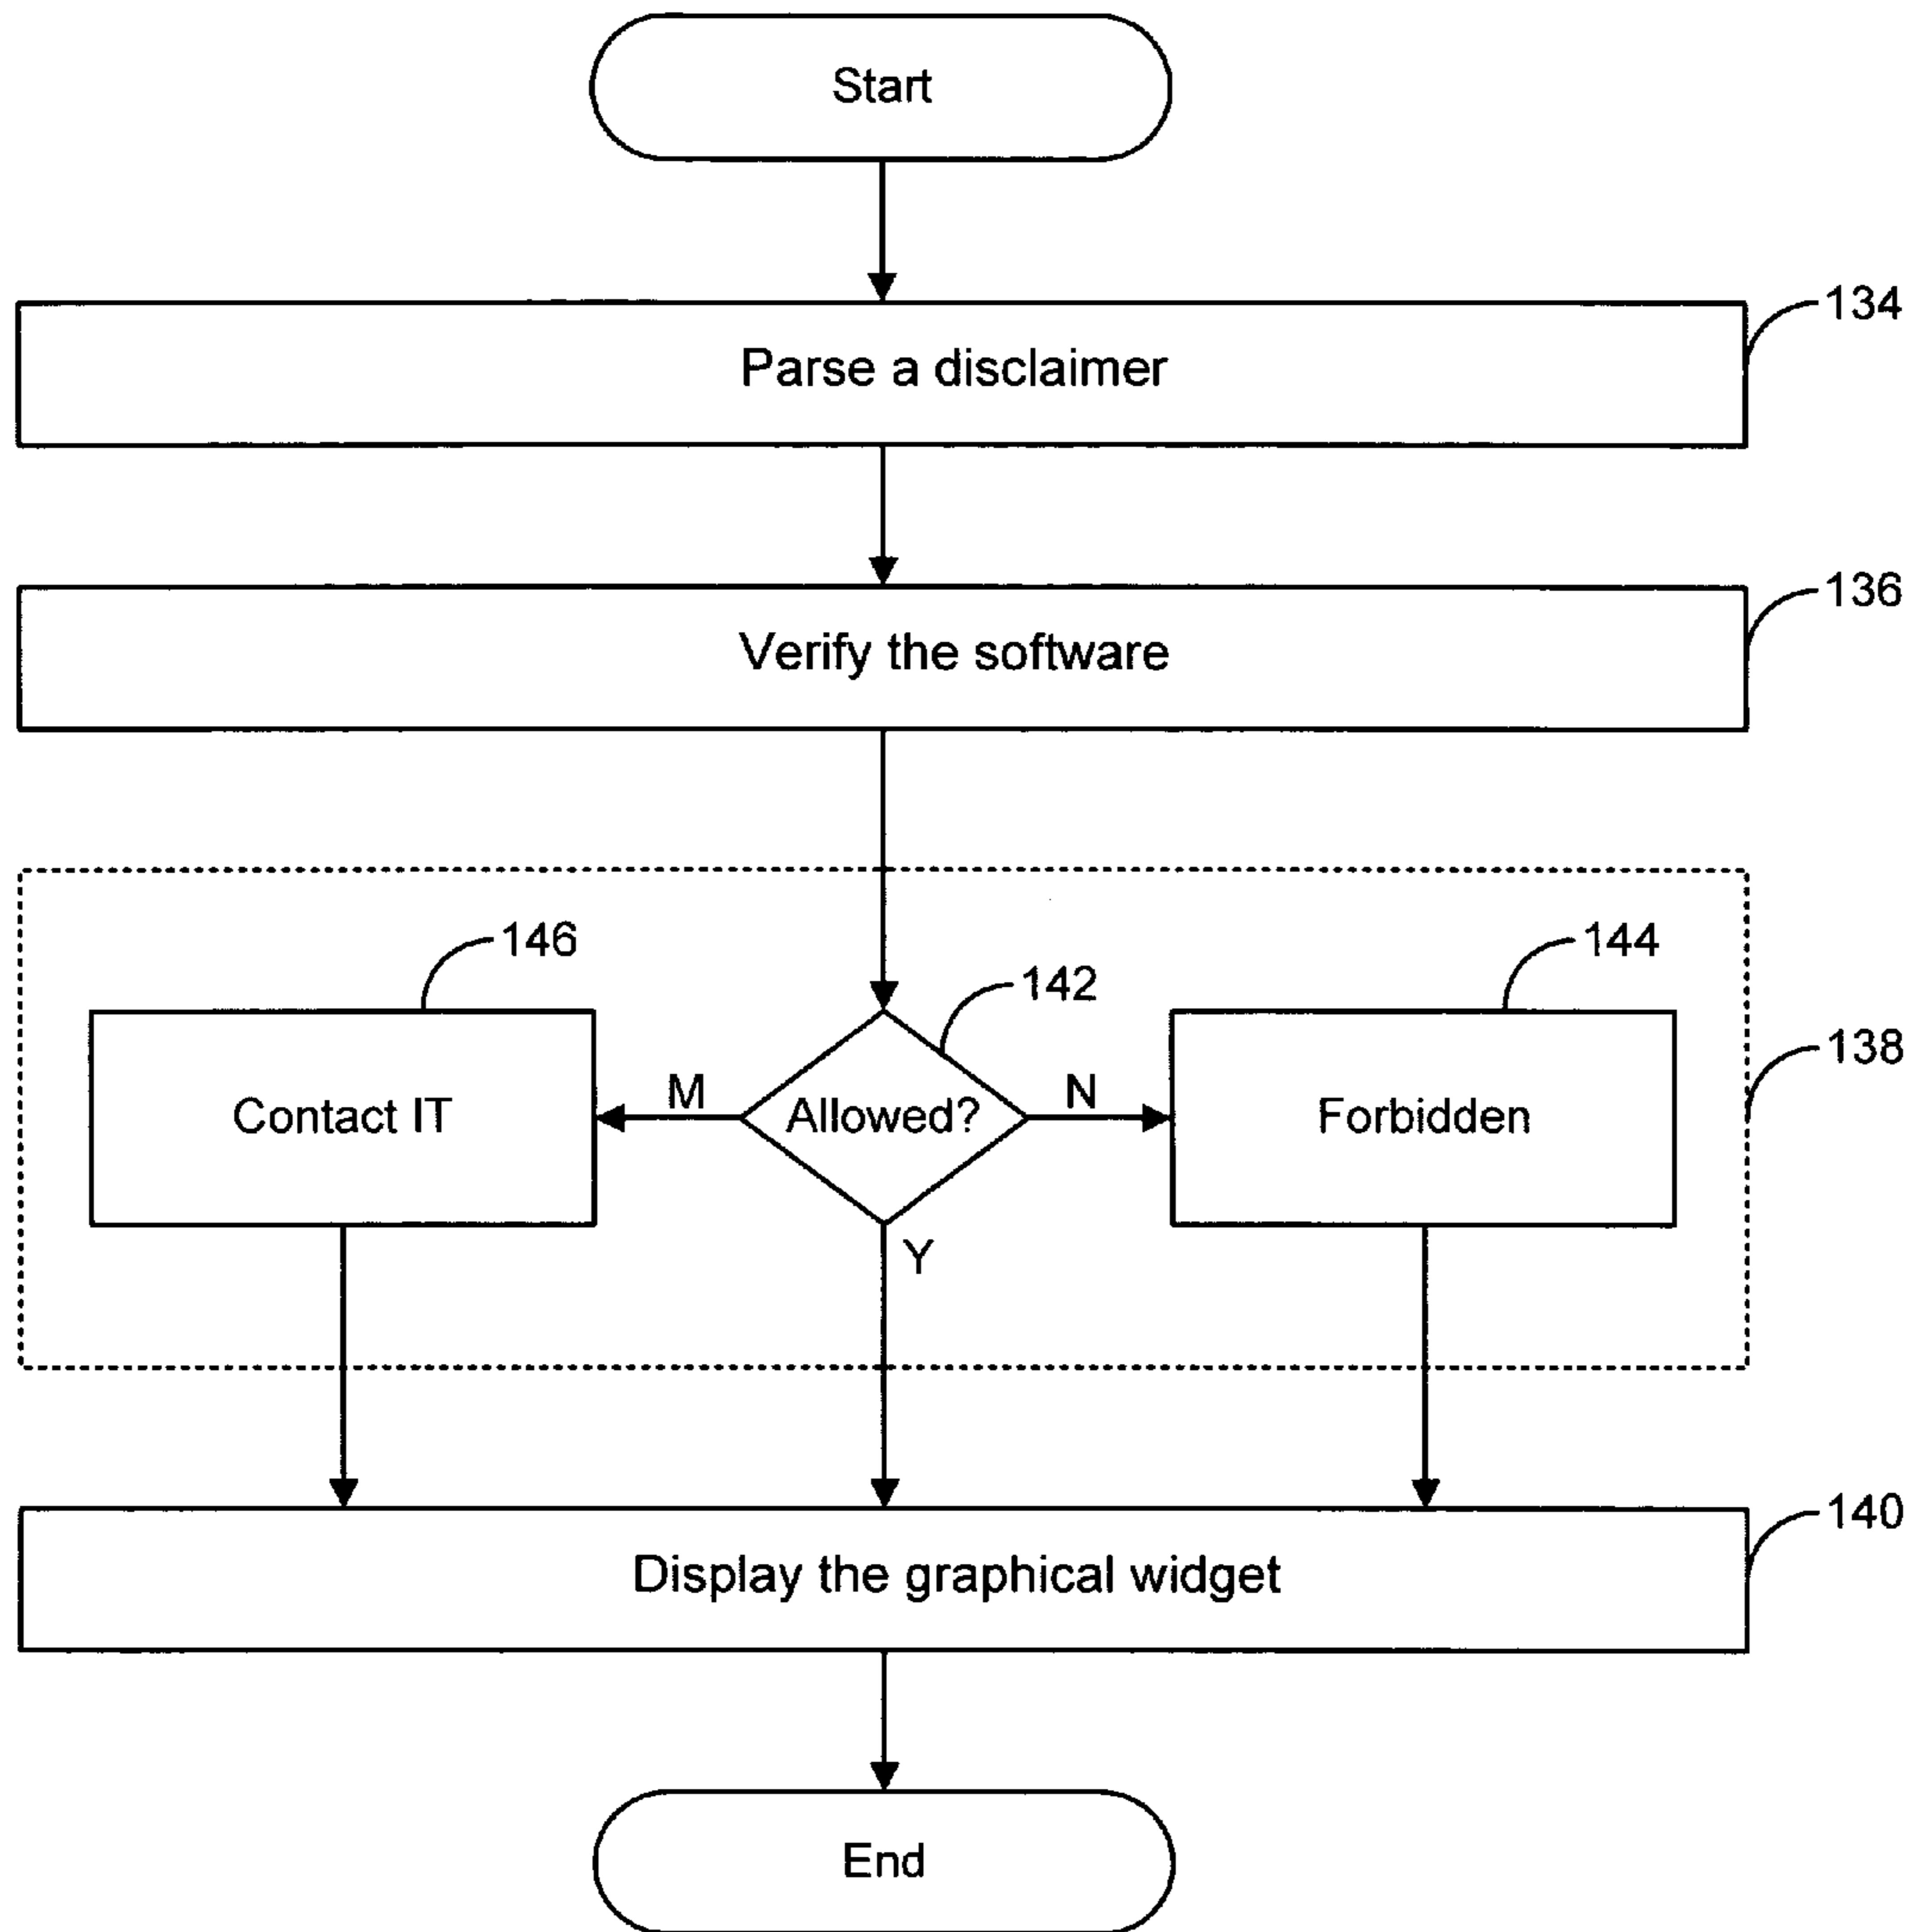 Start
134
Parse a disclaimer
136
Verify the software
146
144
142
138
Contact IT
M
Allowed?
N
Forbidden
Y
140
Display the graphical widget
End